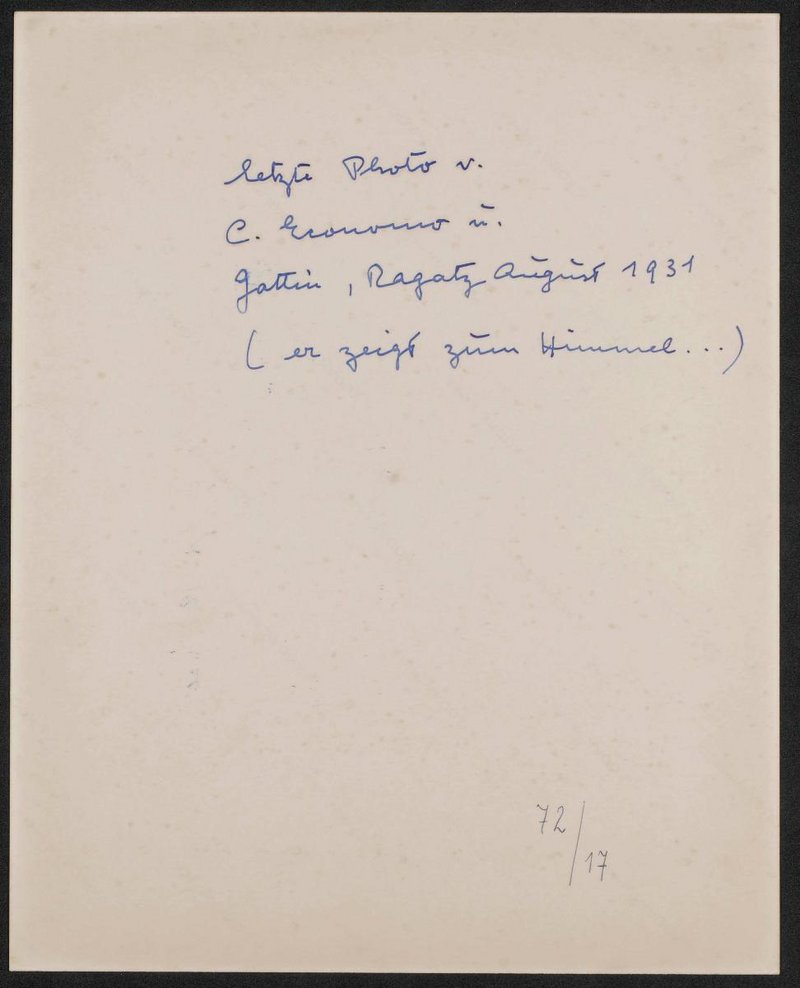 letzte Photo v.
C. Economo u.
Gattin, Ragatz August 1931
(er zeigt zum Himmel...)
72/17